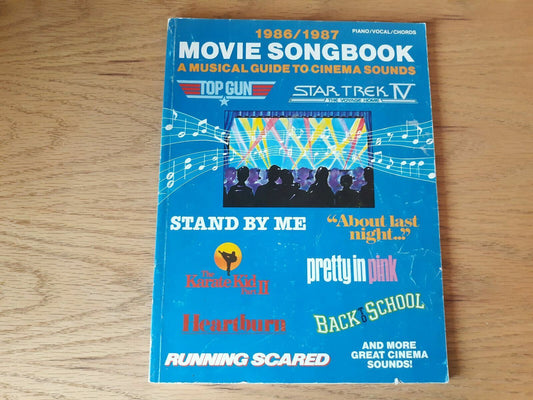 1986/1987
PIANO/VOCAL/CHORDS
MOVIE SONGBOOK
A MUSICAL GUIDE TO CINEMA SOUNDS
TOP GUN
STAR TREK IV
THE VOYAGE HOME
STAND BY ME
"About last
night..."
The
Karate Kid
Part II
pretty in pink
Heartburn
BACK TO SCHOOL
RUNNING SCARED
AND MORE
GREAT CINEMA
SOUNDS!